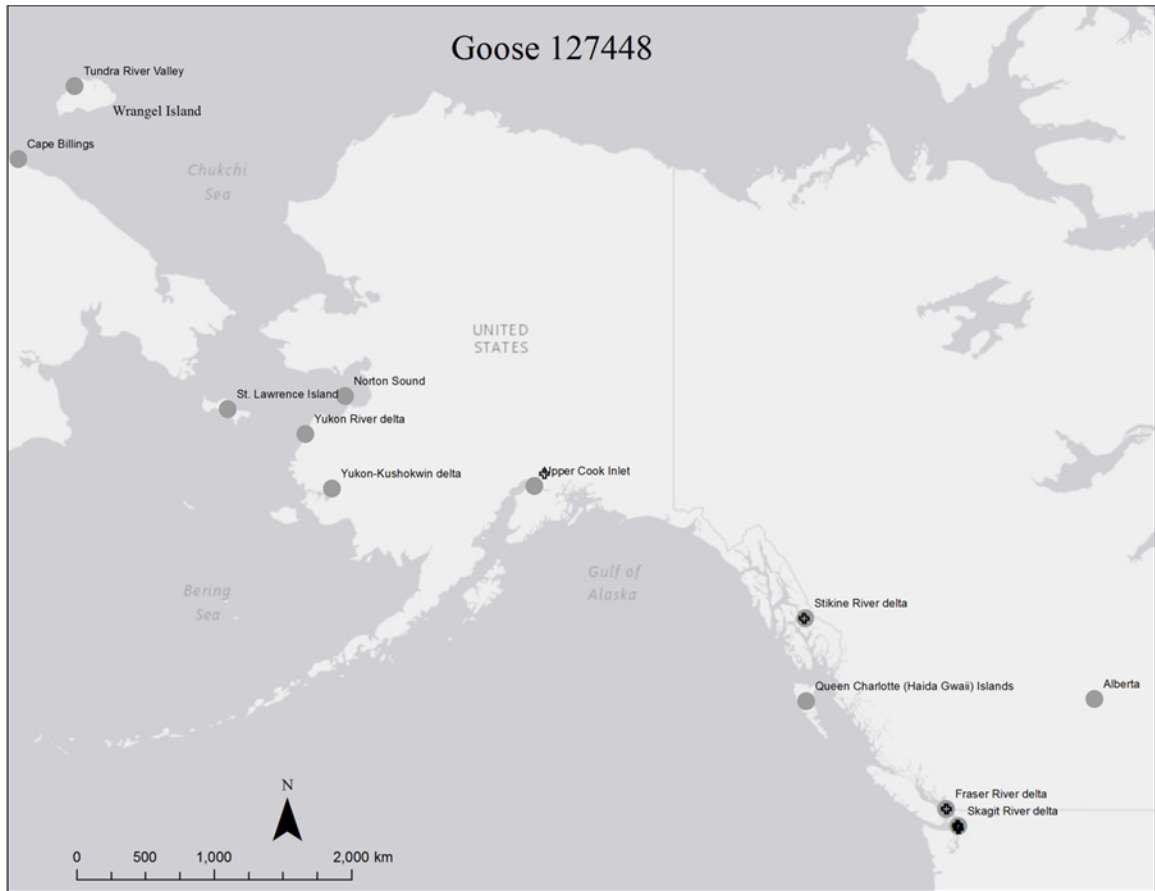 Goose 127448
Tundra River Valley
Wrangel Island
Cape Billings
Chukchi
Sea
UNITED
STATES
Norton Sound
St. Lawrence Island
Yukon River delta
Yukon-Kushokwin delta
Upper Cook Inlet
Gulf of
Alaska
Bering
Sea
Stikine River delta
Queen Charlotte (Haida Gwaii) Islands
Alberta
N
Fraser River delta
Skagit River delta
0 500 1,000 2,000 km